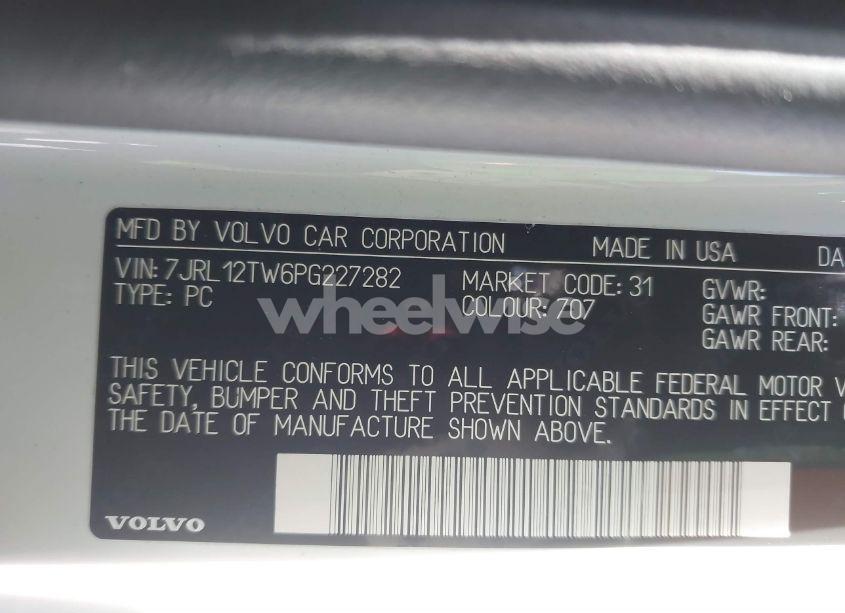 MFD BY VOLVO CAR CORPORATION MADE IN USA DA
VIN: 7JRL12TW6PG227282 MARKET CODE: 31 GVWR:
TYPE: PC COLOUR: 707 GAWR FRONT:
GAWR REAR:
wheelwise
THIS VEHICLE CONFORMS TO ALL APPLICABLE FEDERAL MOTOR V
SAFETY, BUMPER AND THEFT PREVENTION STANDARDS IN EFFECT
THE DATE OF MANUFACTURE SHOWN ABOVE.
VOLVO